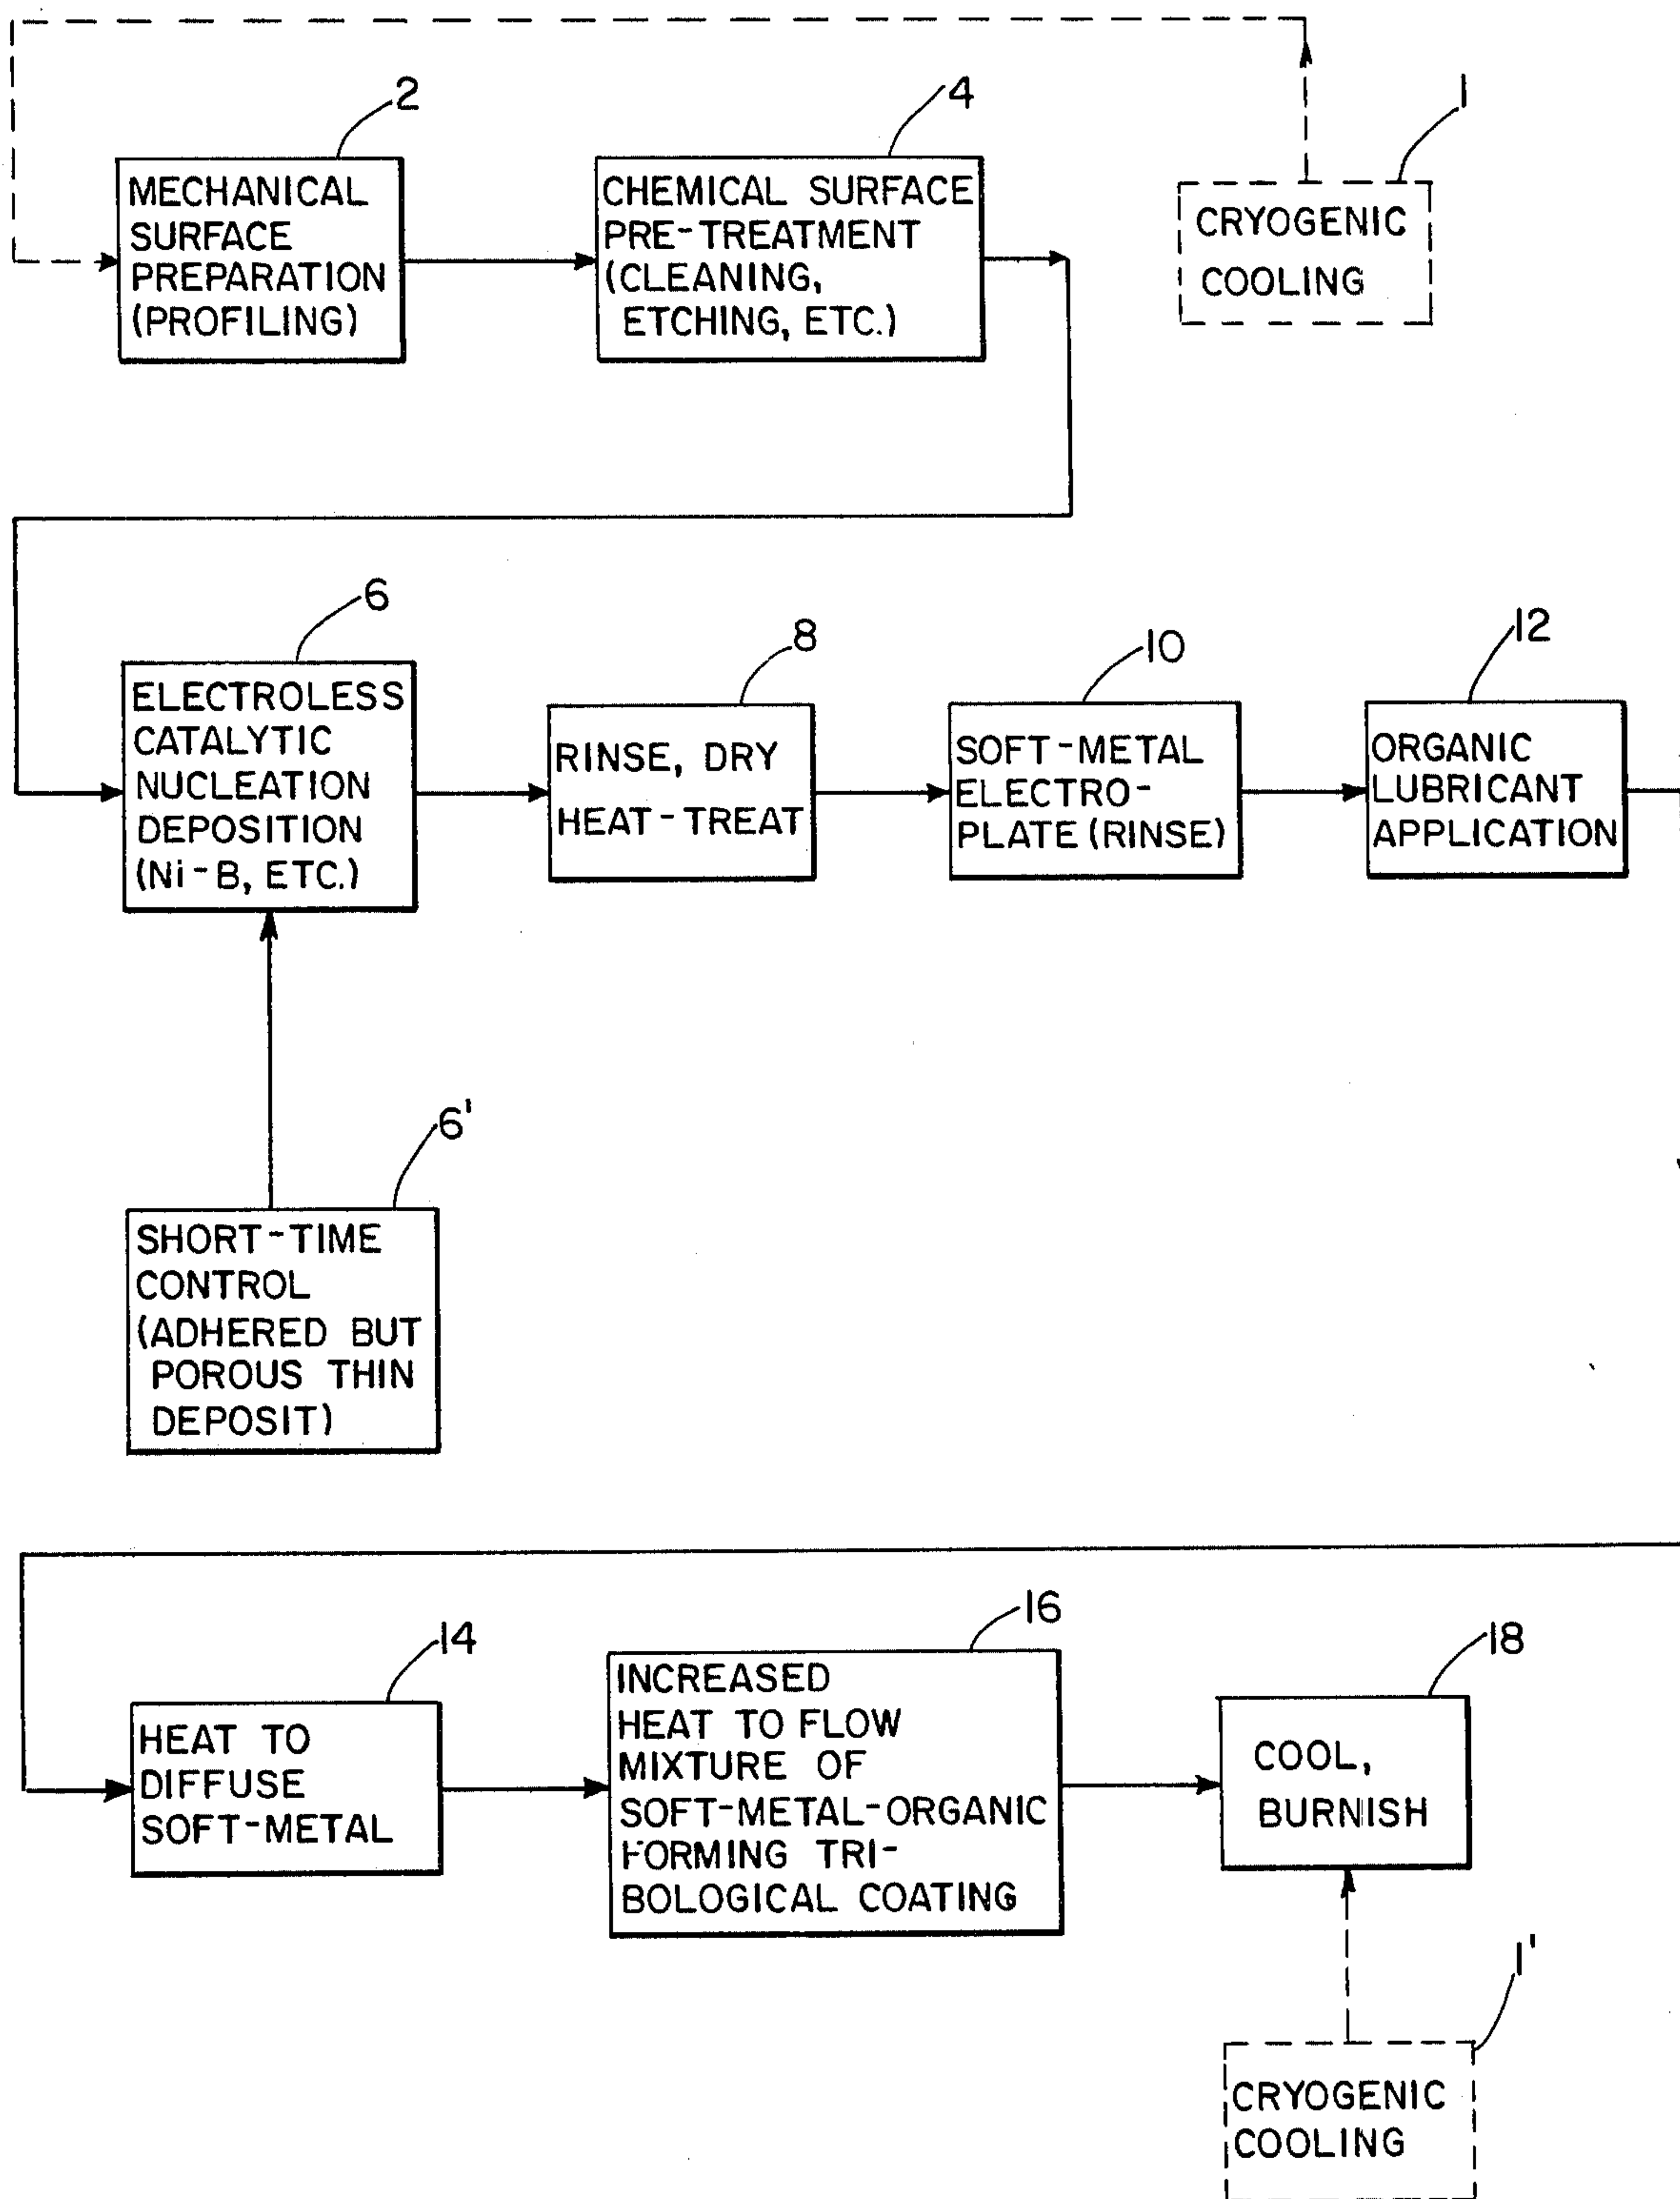 2
MECHANICAL
SURFACE
PREPARATION
(PROFILING)
4
CHEMICAL SURFACE
PRE-TREATMENT
(CLEANING,
ETCHING, ETC.)
1
CRYOGENIC
COOLING
6
ELECTROLESS
CATALYTIC
NUCLEATION
DEPOSITION
(Ni-B, ETC.)
8
RINSE, DRY
HEAT-TREAT
10
SOFT-METAL
ELECTRO-
PLATE (RINSE)
12
ORGANIC
LUBRICANT
APPLICATION
6'
SHORT-TIME
CONTROL
(ADHERED BUT
POROUS THIN
DEPOSIT)
14
HEAT TO
DIFFUSE
SOFT-METAL
16
INCREASED
HEAT TO FLOW
MIXTURE OF
SOFT-METAL-ORGANIC
FORMING TRI-
BOLOGICAL COATING
18
COOL,
BURNISH
1'
CRYOGENIC
COOLING